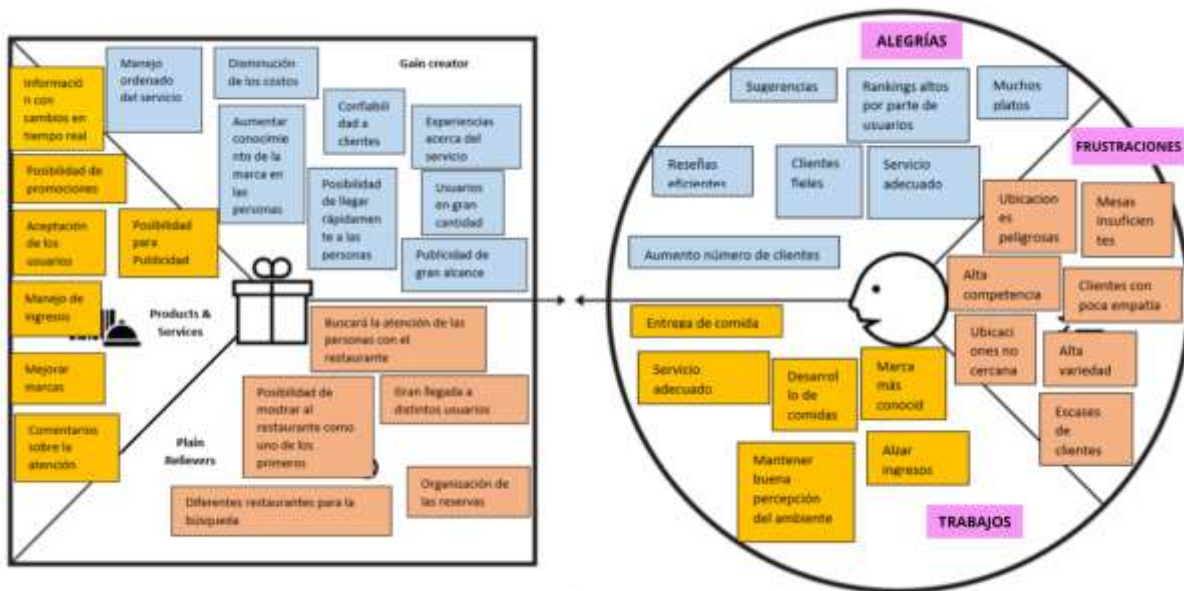 Informació
n con
cambios en
tiempo real
Posibilidad de
promociones
Aceptación
de los
usuarios
Manejo de
ingresos
Mejorar
marcas
Comentarios
sobre la
atención
Posibilidad
para
Publicidad
Products &
Services
Manejo
ordenado
del servicio
Disminución
de los costos
Gain creator
Aumentar
conocimie
nto de la
marca en
las
personas
Confiabili
dad a
clientes
Experiencias
acerca del
servicio
Posibilidad
de llegar
rápidamen
te a las
personas
Usuarios
en gran
cantidad
Publicidad de
gran alcance
Buscará la atención de las
personas con el
restaurante
Posibilidad de
mostrar al
restaurante como
uno de los
primeros
Gran llegada a
distintos usuarios
Plain
Relievers
Diferentes restaurantes para la
búsqueda
Organización de
las reservas
ALEGRÍAS
Sugerencias
Rankings altos
por parte de
usuarios
Muchos
platos
Reseñas
eficientes
Clientes
fieles
Servicio
adecuado
Aumento número de clientes
FRUSTRACIONES
Ubicacion
es
peligrosas
Mesas
insuficien
tes
Alta
competencia
Clientes con
poca empatía
Ubicaci
ones no
cercana
Alta
variedad
Escases
de
clientes
Entrega de comida
Servicio
adecuado
Desarrol
lo de
comidas
Marca
más
conocid
Mantener
buena
percepción
del ambiente
Alzar
ingresos
TRABAJOS